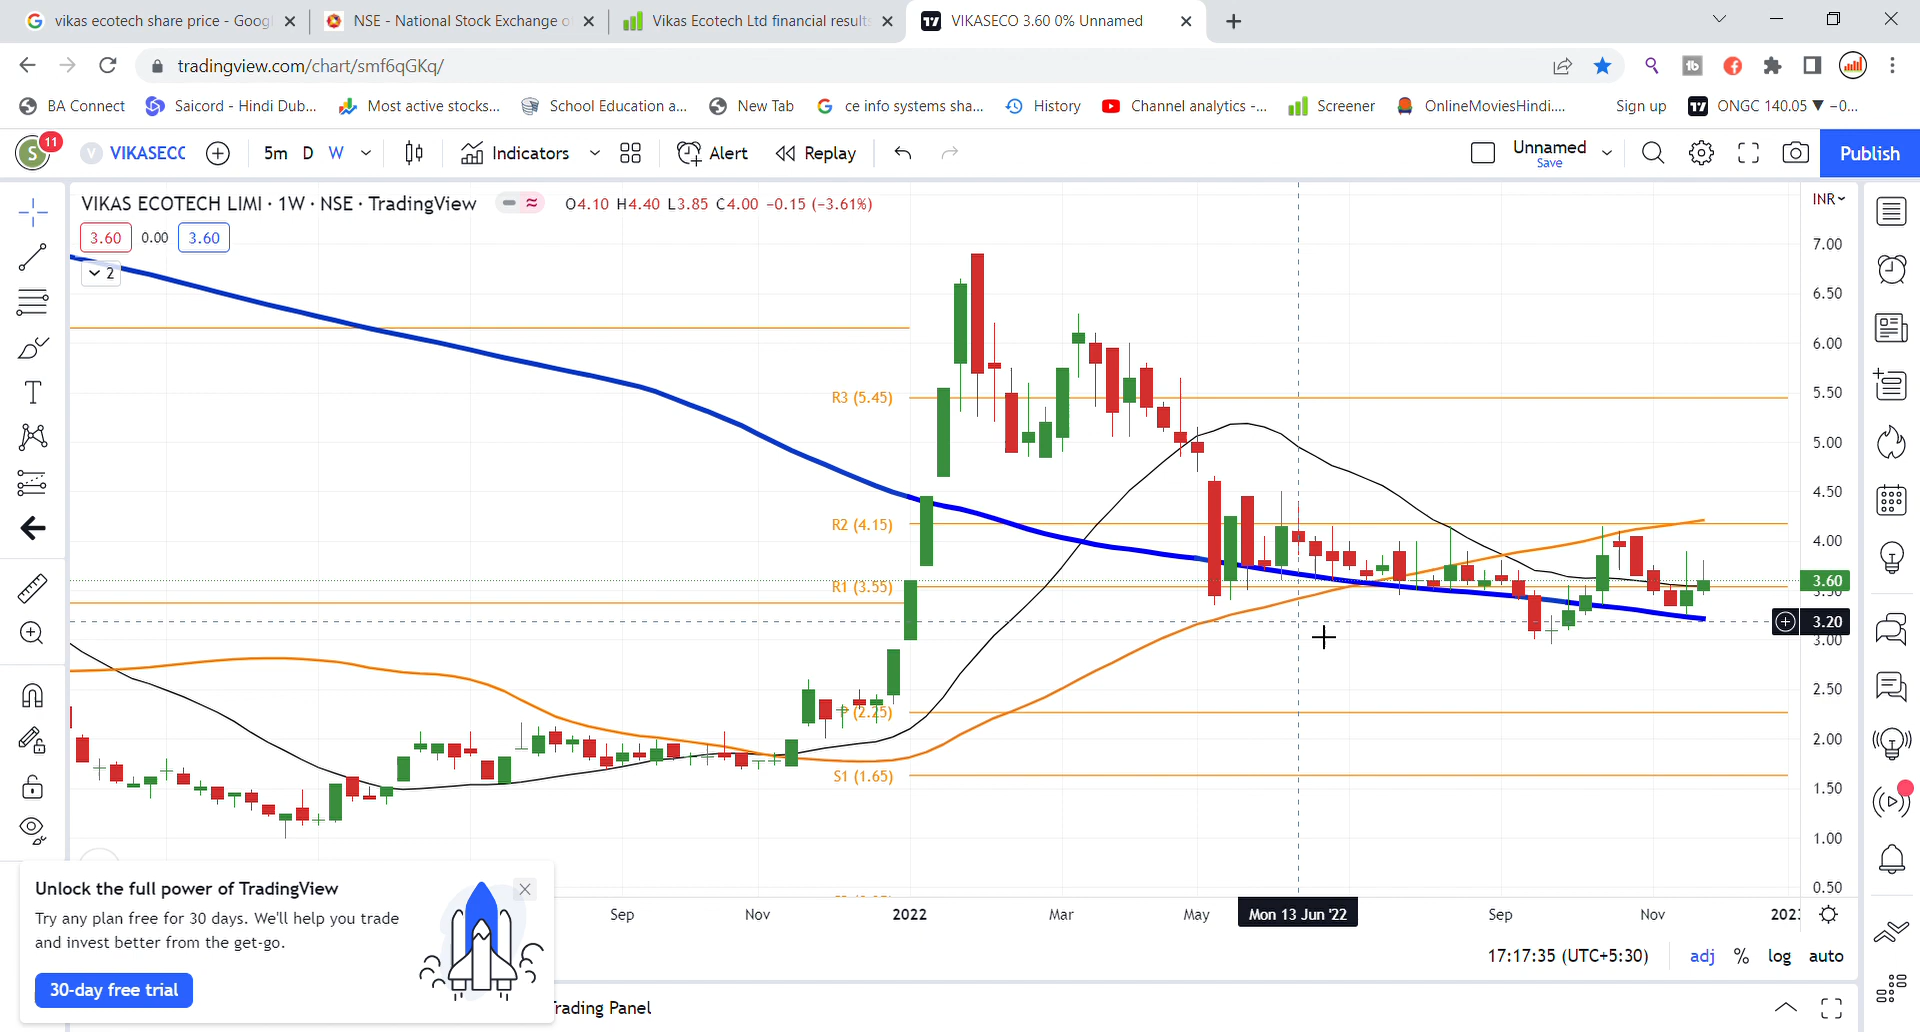 vikas ecotech share price - Goog
NSE - National Stock Exchange o
Vikas Ecotech Ltd financial results
VIKASECO 3.60 0% Unnamed
tradingview.com/chart/smf6qGKq/
BA Connect
Saicord - Hindi Dub...
Most active stocks...
School Education a...
New Tab
ce info systems sha...
History
Channel analytics -...
Screener
OnlineMoviesHindi....
Sign up
ONGC 140.05 ▼ −0...
S
11
V
VIKASECC
5m
D
W
Indicators
Alert
Replay
Unnamed
Save
Publish
VIKAS ECOTECH LIMI · 1W · NSE · TradingView
O4.10 H4.40 L3.85 C4.00 −0.15 (−3.61%)
INR
3.60
0.00
3.60
2
7.00
6.50
6.00
5.50
5.00
4.50
4.00
3.60
3.20
3.00
2.50
2.00
1.50
1.00
0.50
R3 (5.45)
R2 (4.15)
R1 (3.55)
P (2.25)
S1 (1.65)
Sep
Nov
2022
Mar
May
Mon 13 Jun '22
Sep
Nov
17:17:35 (UTC+5:30)
adj
%
log
auto
Unlock the full power of TradingView
Try any plan free for 30 days. We'll help you trade
and invest better from the get-go.
30-day free trial
rading Panel